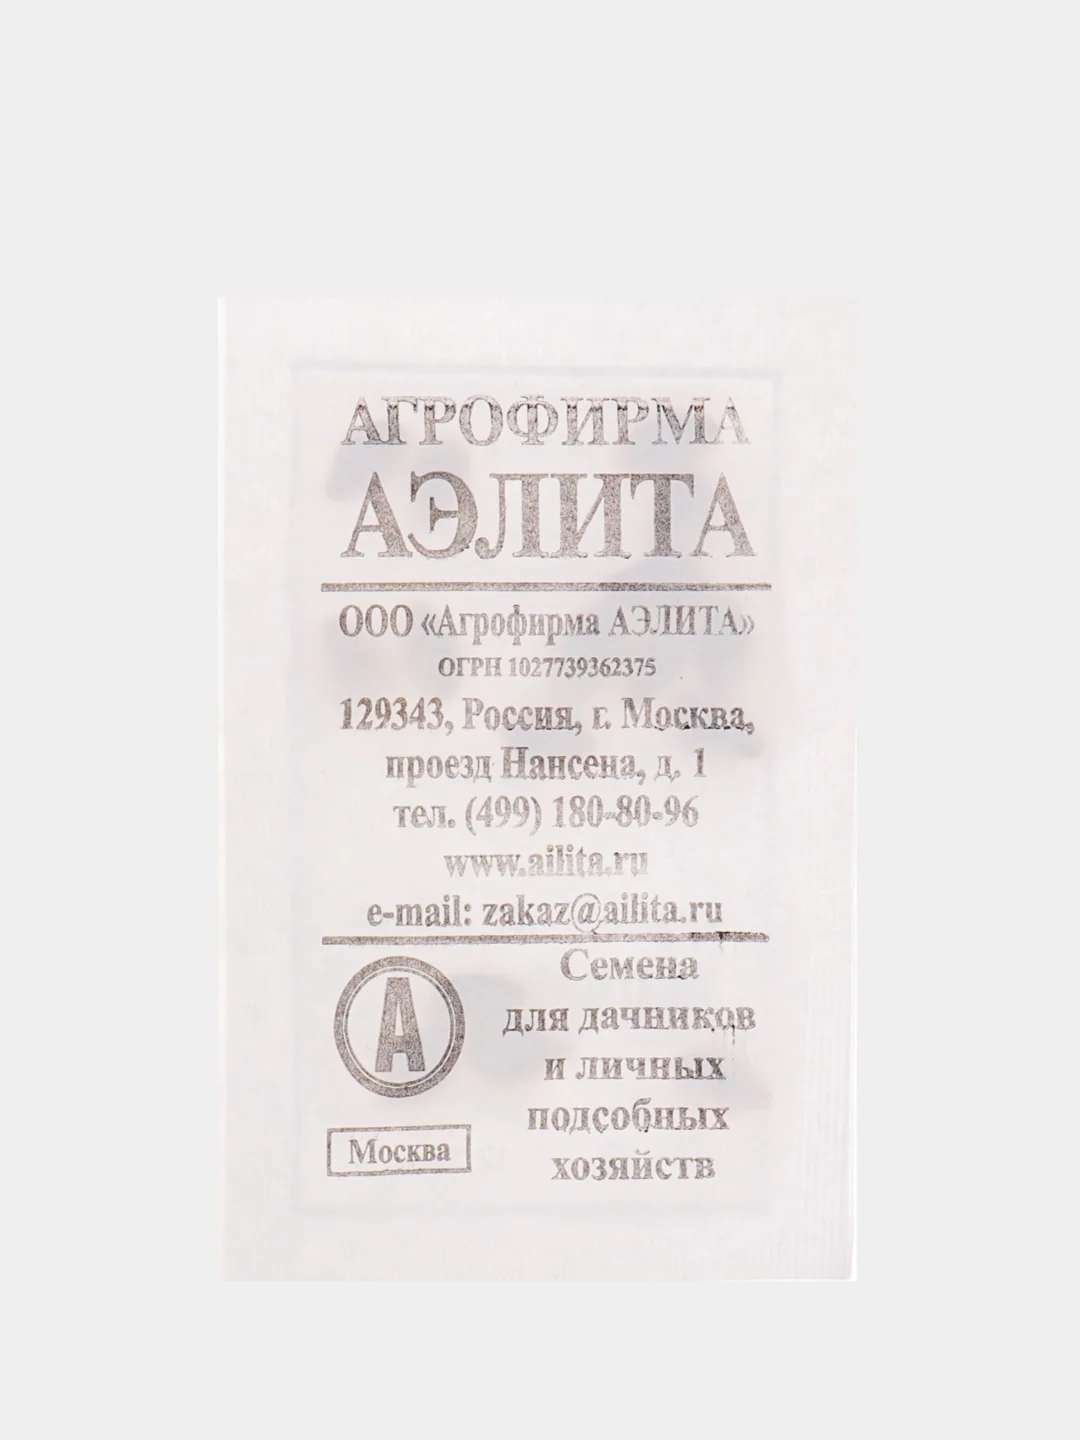 АГРОФИРМА
АЭЛИТА
ООО «Агрофирма АЭЛИТА»
ОГРН 1027739362375
129343, Россия, г. Москва,
проезд Нансена, д. 1
тел. (499) 180-80-96
www.ailita.ru
e-mail: zakaz@ailita.ru
А
Москва
Семена
для дачников
и личных
подсобных
хозяйств